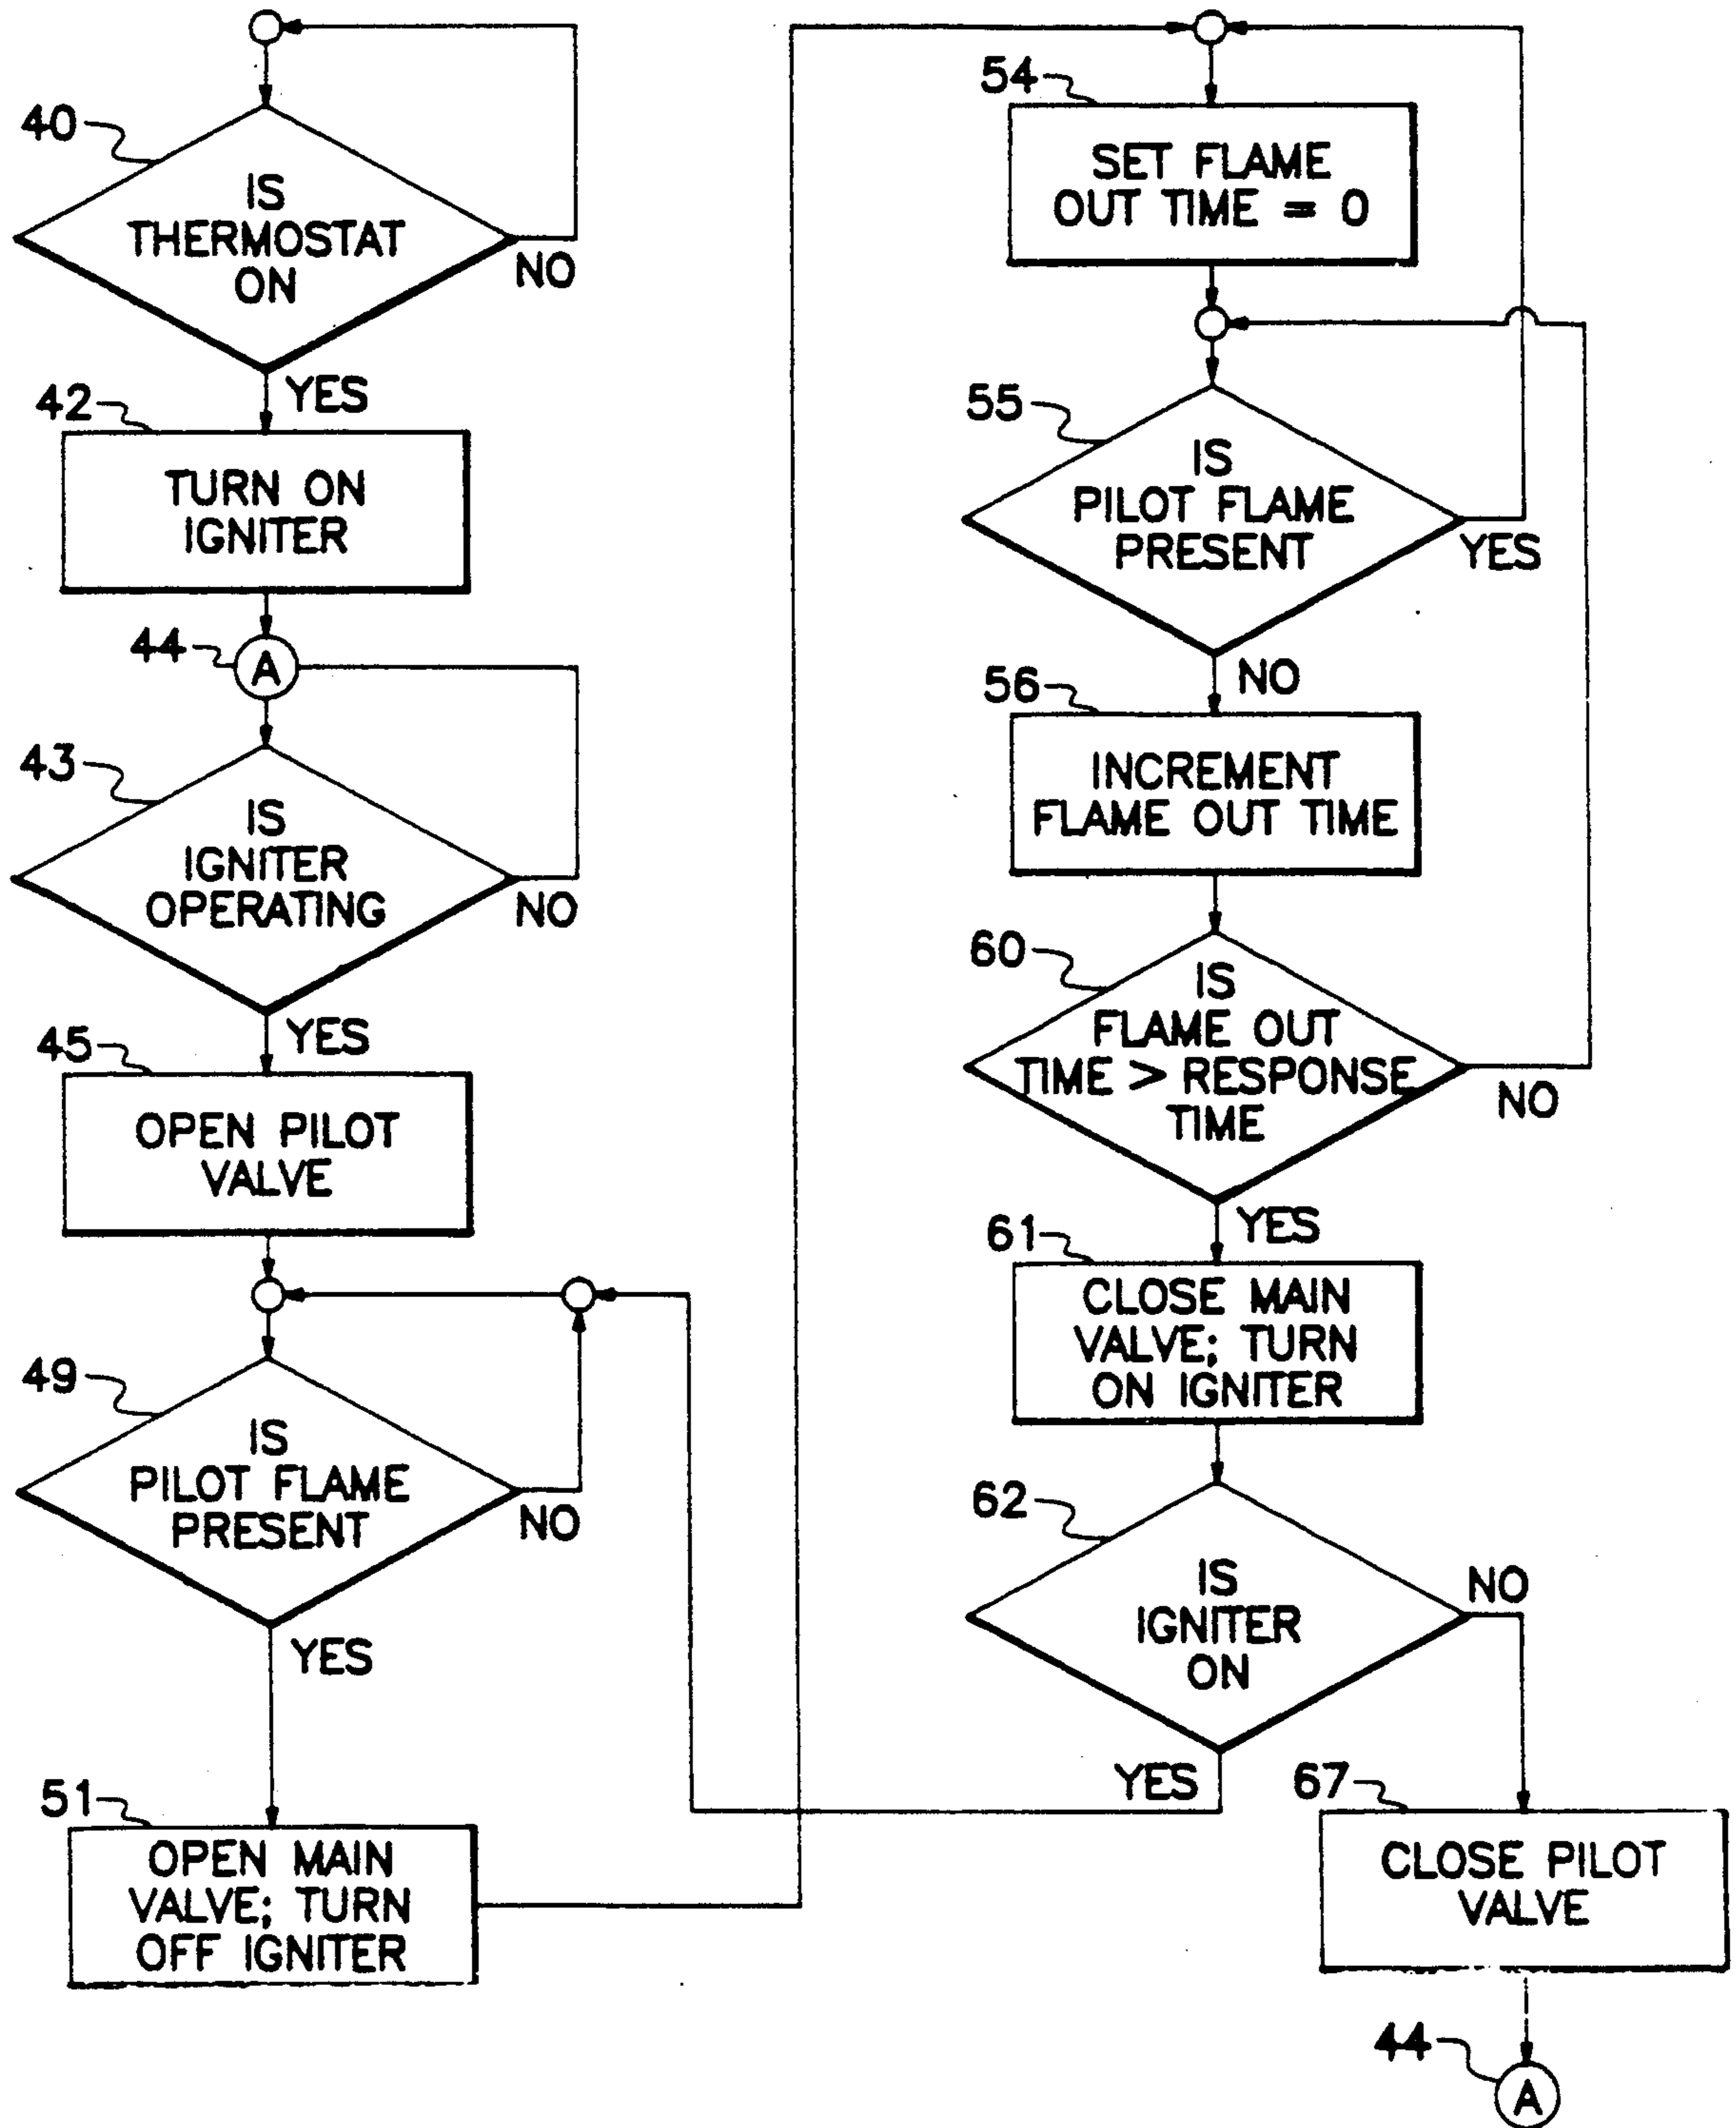 40
IS
THERMOSTAT
ON
NO
YES
42
TURN ON
IGNITER
44
A
43
IS
IGNITER
OPERATING
NO
YES
45
OPEN PILOT
VALVE
49
IS
PILOT FLAME
PRESENT
NO
YES
51
OPEN MAIN
VALVE; TURN
OFF IGNITER
54
SET FLAME
OUT TIME = 0
55
IS
PILOT FLAME
PRESENT
YES
NO
56
INCREMENT
FLAME OUT TIME
60
IS
FLAME OUT
TIME > RESPONSE
TIME
NO
YES
61
CLOSE MAIN
VALVE; TURN
ON IGNITER
62
IS
IGNITER
ON
NO
YES
67
CLOSE PILOT
VALVE
44
A